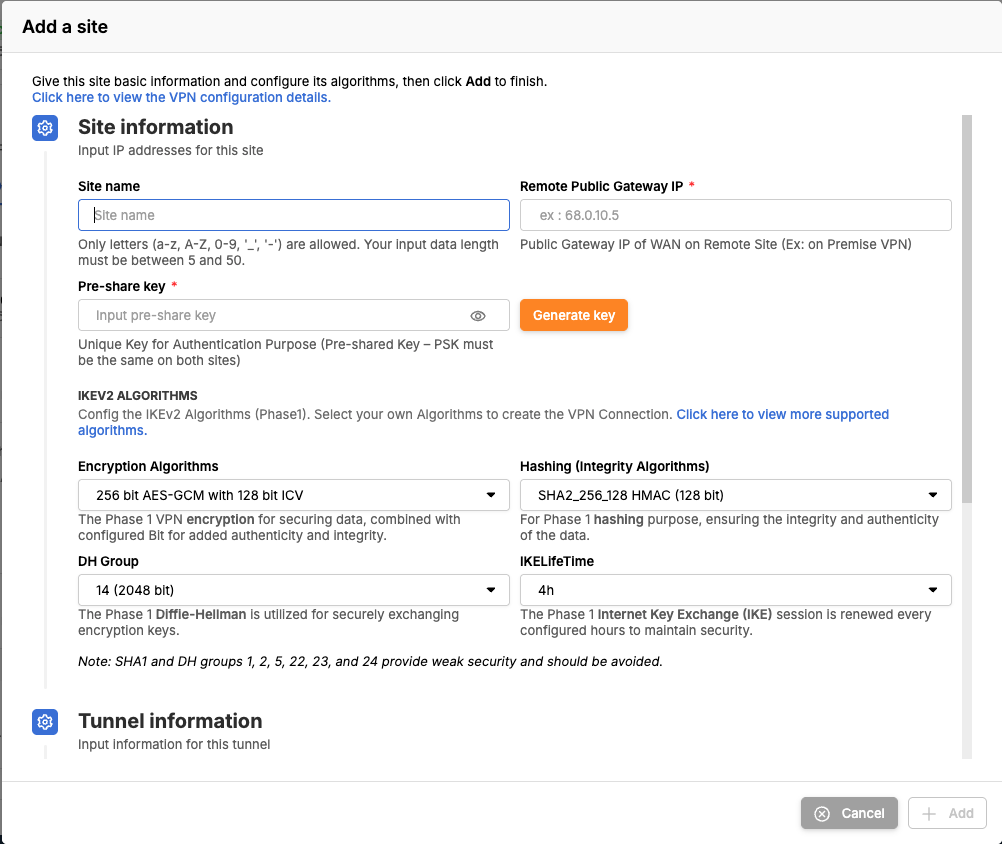 Add a site
Give this site basic information and configure its algorithms, then click Add to finish.
Click here to view the VPN configuration details.
Site information
Input IP addresses for this site
Site name
Remote Public Gateway IP *
Site name
ex : 68.0.10.5
Only letters (a-z, A-Z, 0-9, '_', '-') are allowed. Your input data length
must be between 5 and 50.
Public Gateway IP of WAN on Remote Site (Ex: on Premise VPN)
Pre-share key *
Input pre-share key
Generate key
Unique Key for Authentication Purpose (Pre-shared Key – PSK must
be the same on both sites)
IKEV2 ALGORITHMS
Config the IKEv2 Algorithms (Phase1). Select your own Algorithms to create the VPN Connection. Click here to view more supported
algorithms.
Encryption Algorithms
Hashing (Integrity Algorithms)
256 bit AES-GCM with 128 bit ICV
SHA2_256_128 HMAC (128 bit)
The Phase 1 VPN encryption for securing data, combined with
configured Bit for added authenticity and integrity.
For Phase 1 hashing purpose, ensuring the integrity and authenticity
of the data.
DH Group
IKELifeTime
14 (2048 bit)
4h
The Phase 1 Diffie-Hellman is utilized for securely exchanging
encryption keys.
The Phase 1 Internet Key Exchange (IKE) session is renewed every
configured hours to maintain security.
Note: SHA1 and DH groups 1, 2, 5, 22, 23, and 24 provide weak security and should be avoided.
Tunnel information
Input information for this tunnel
Cancel
Add